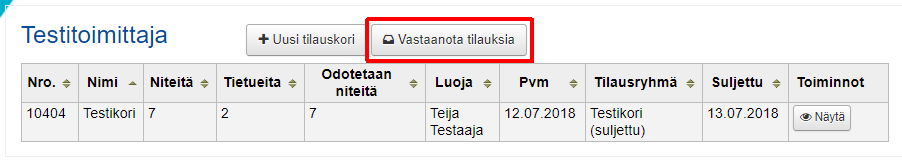 Testitoimittaja
Uusi tilauskori
Vastaanota tilauksia
Nro. Nimi Niteitä Tietueita Odotetaan niteitä Luoja Pvm Tilausryhmä Suljettu Toiminnot
10404 Testikori 7 2 7 Teija Testaaja 12.07.2018 Testikori (suljettu) 13.07.2018 Näytä